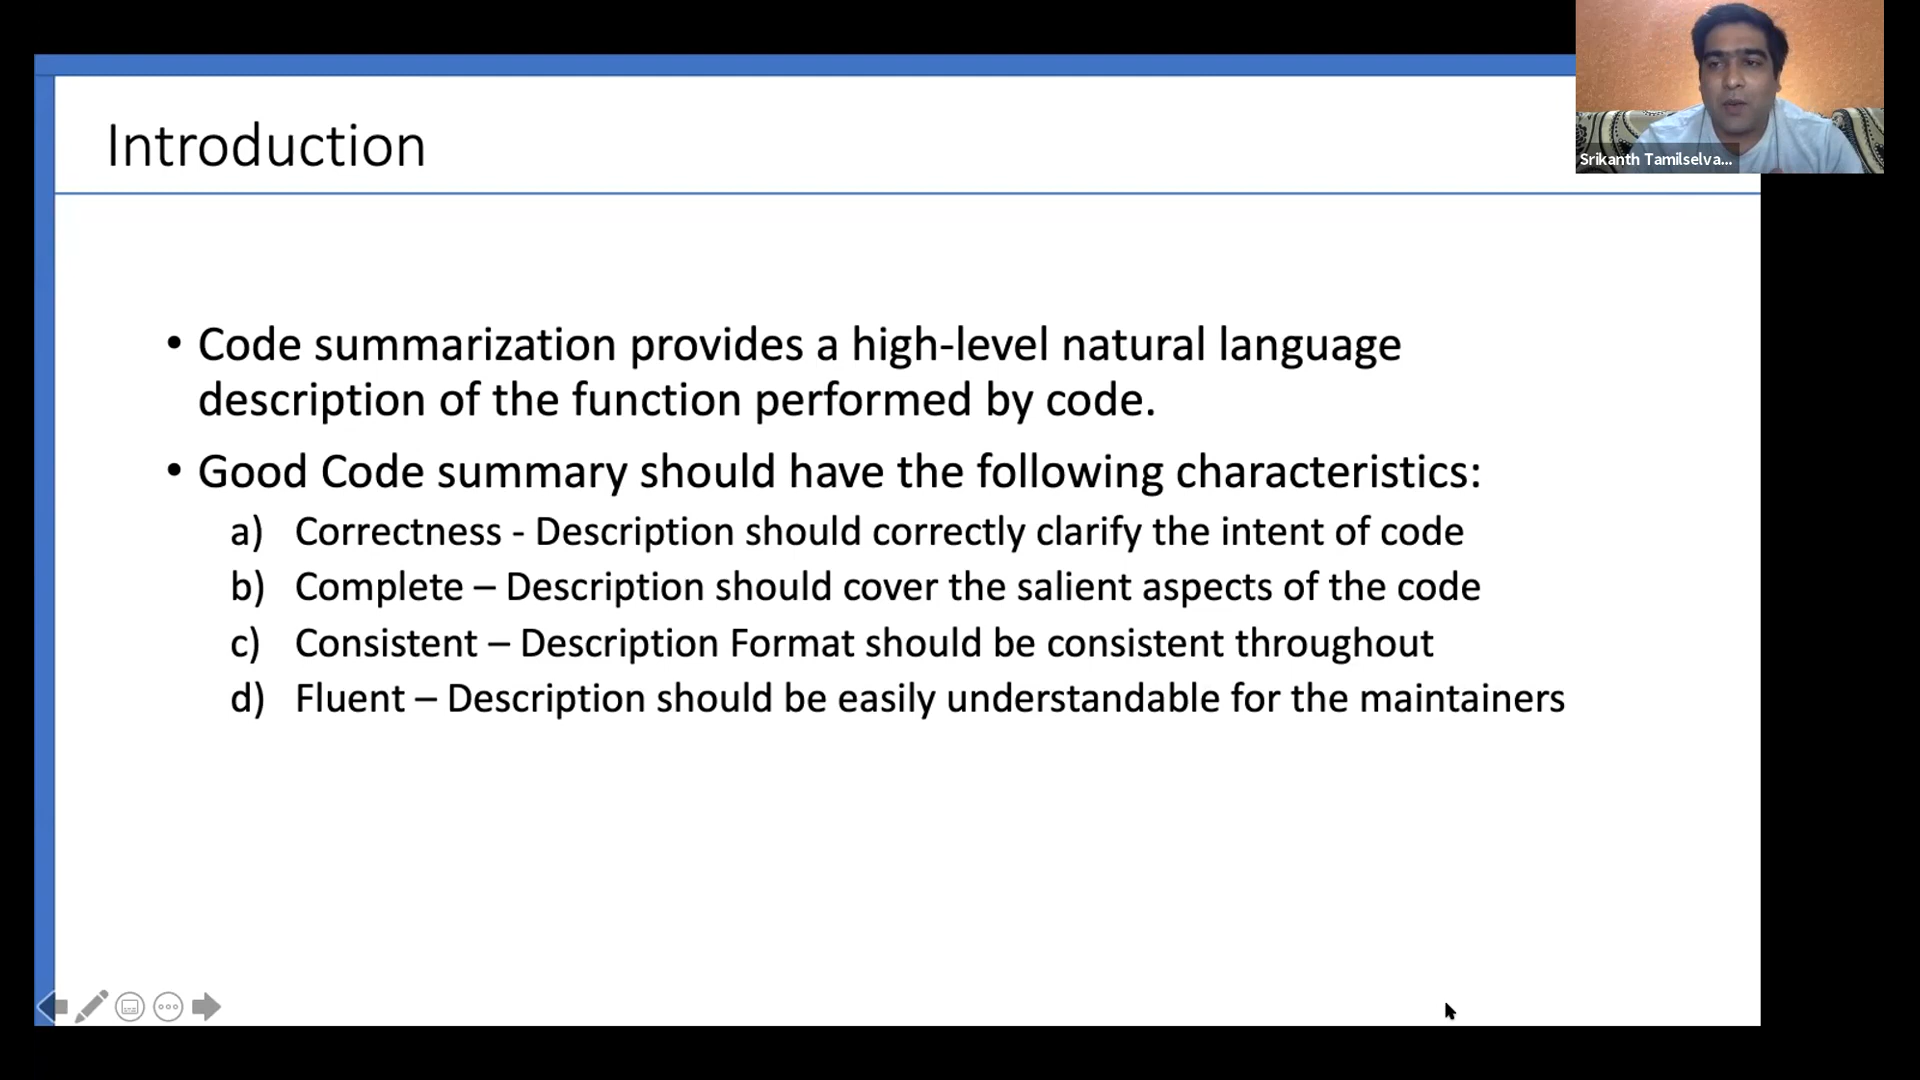 Introduction
Srikanth Tamilselva...
• Code summarization provides a high-level natural language
description of the function performed by code.
• Good Code summary should have the following characteristics:
a) Correctness - Description should correctly clarify the intent of code
b) Complete – Description should cover the salient aspects of the code
c) Consistent – Description Format should be consistent throughout
d) Fluent – Description should be easily understandable for the maintainers